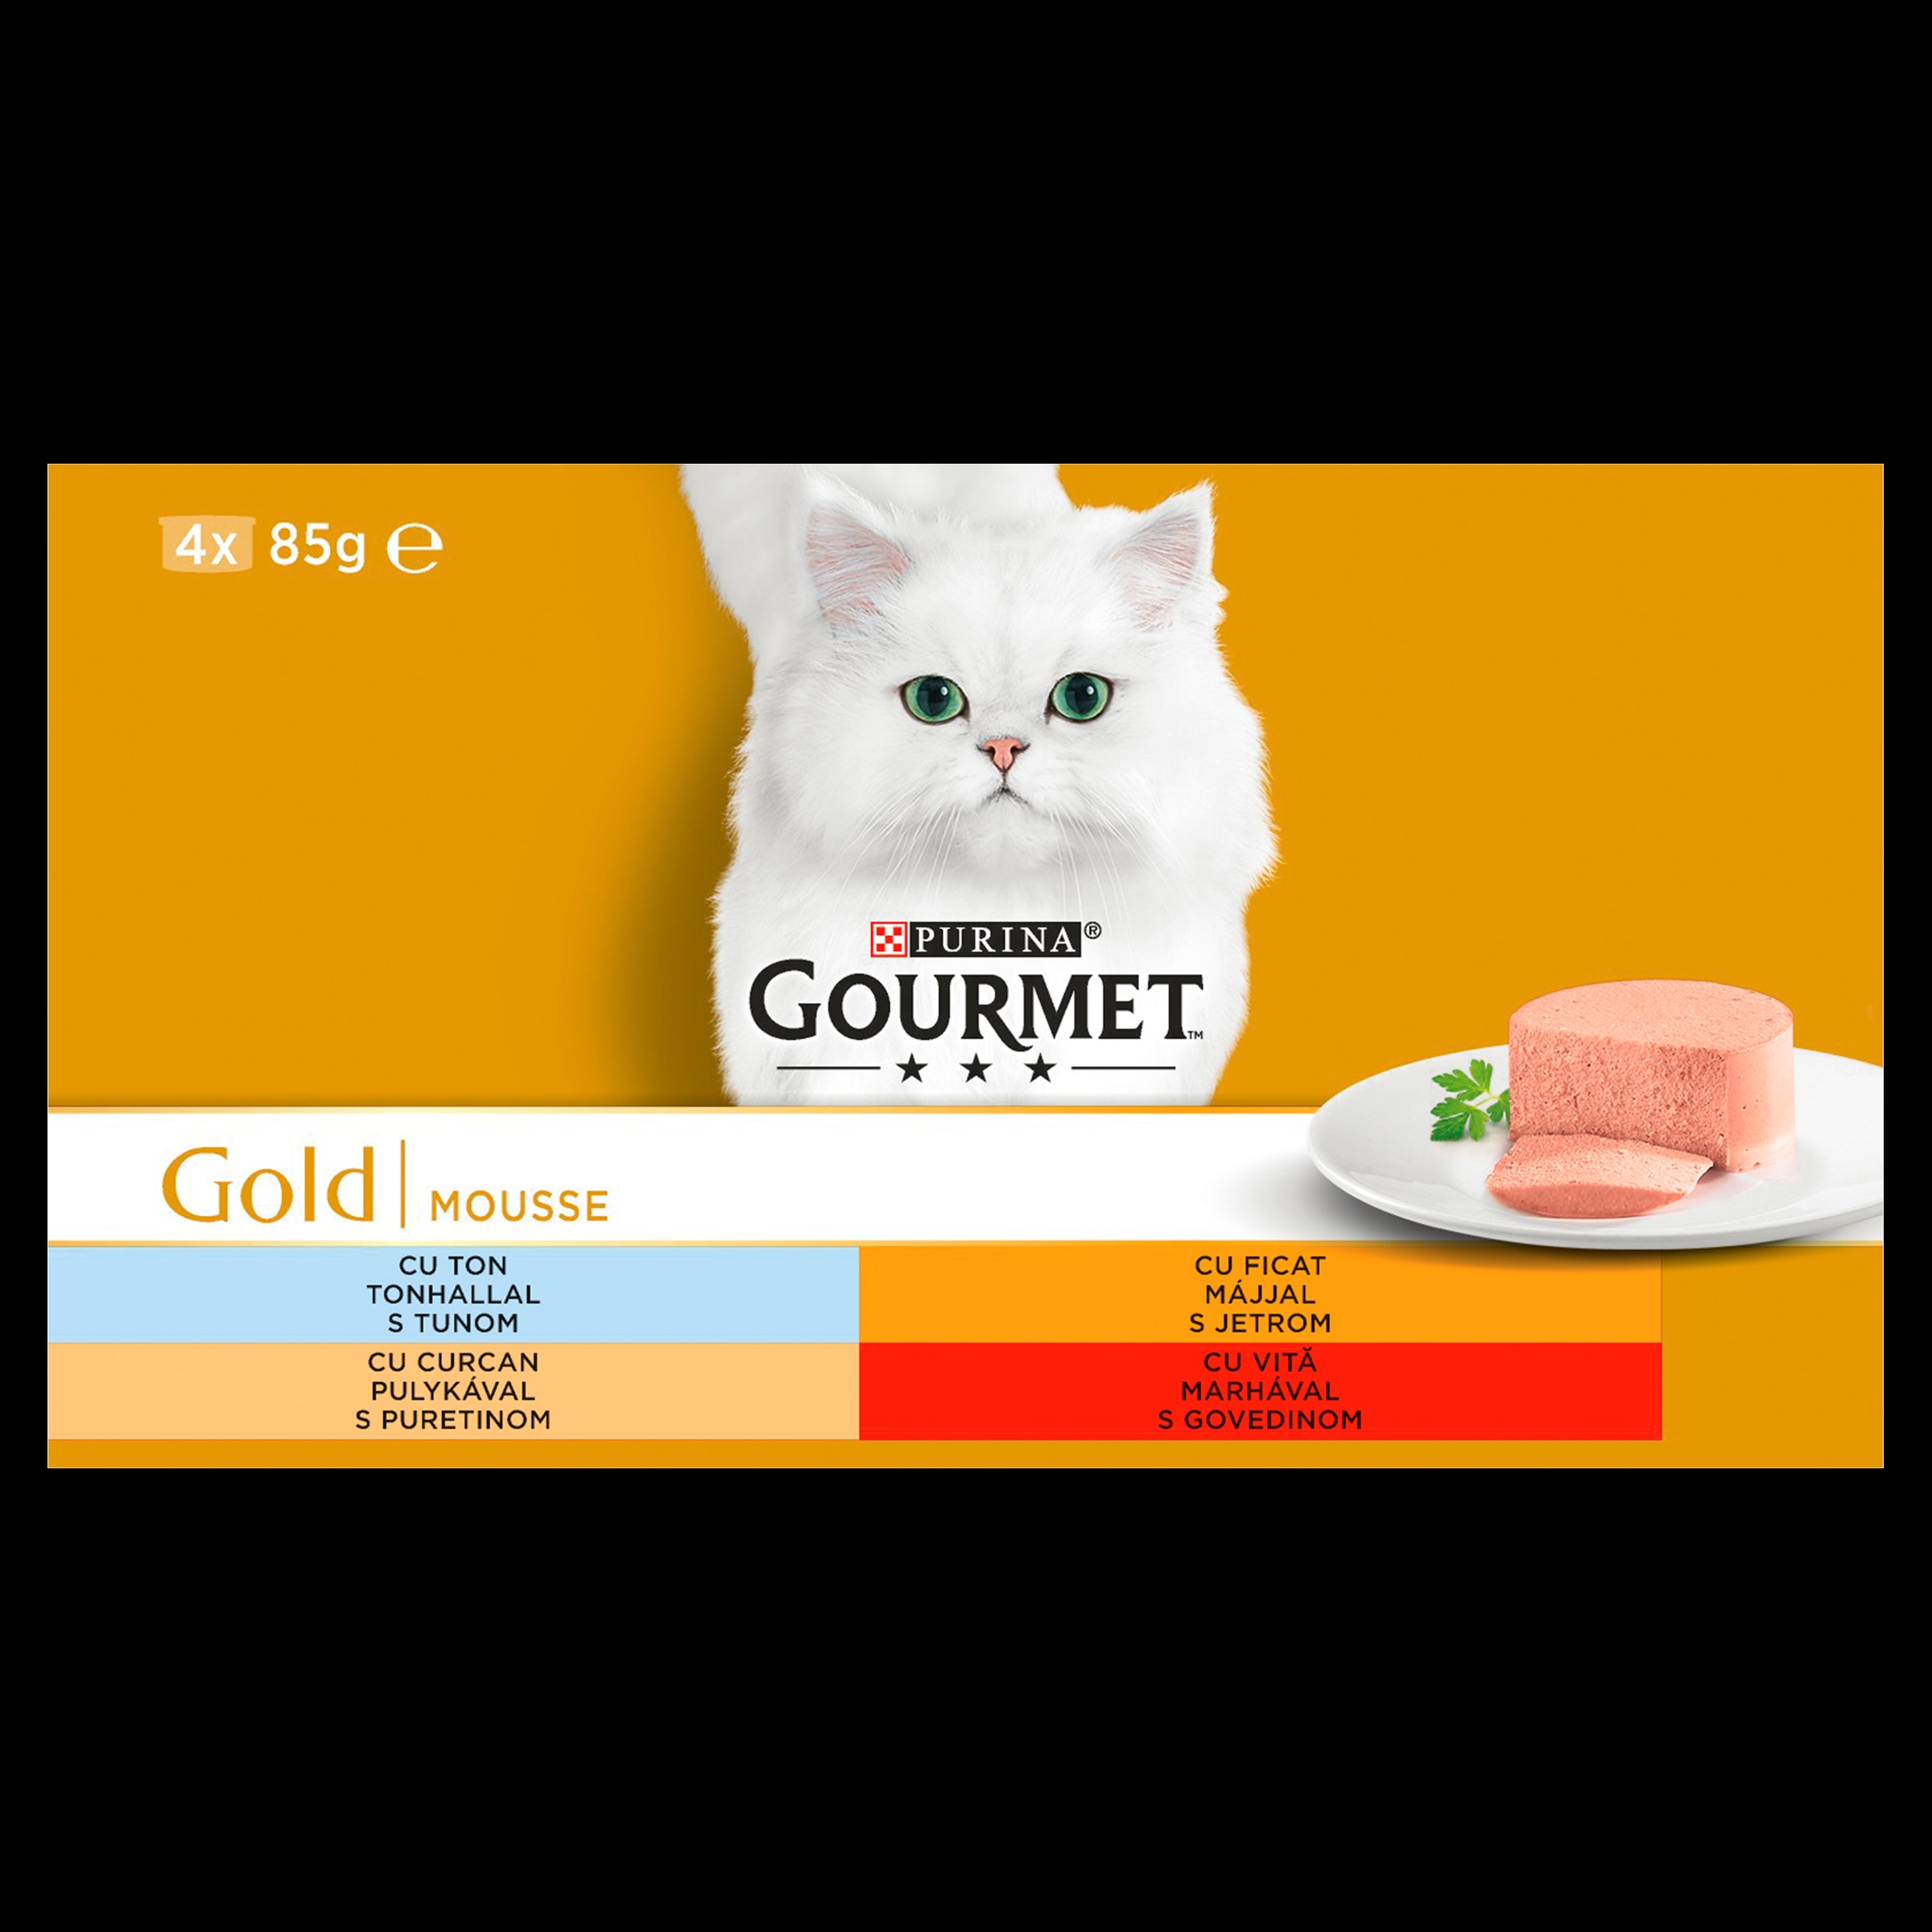 4x 85g ℮
PURINA®
GOURMET™
Gold | MOUSSE
CU TON
TONHALLAL
S TUNOM
CU FICAT
MÁJJAL
S JETROM
CU CURCAN
PULYKÁVAL
S PURETINOM
CU VITĂ
MARHÁVAL
S GOVEDINOM